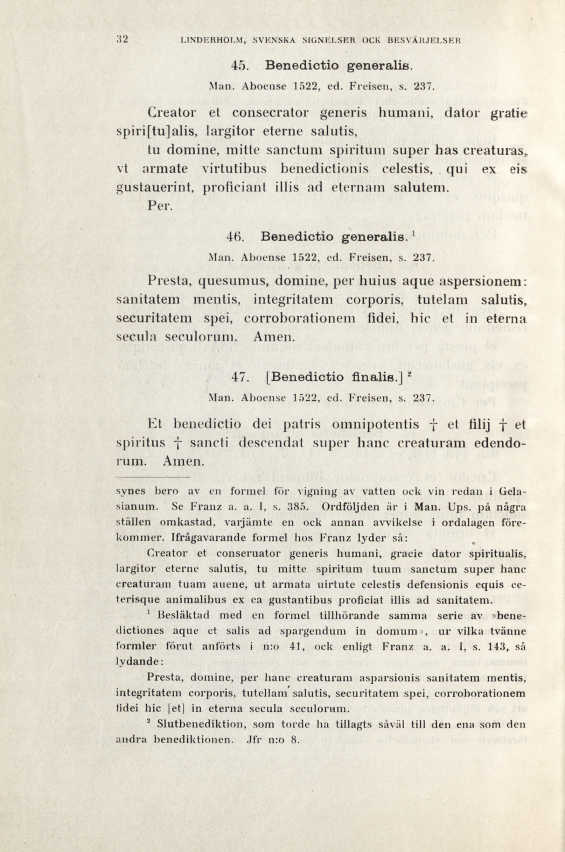 32 LINDERHOLM, SVENSKA SIGNELSER OCK BESVÄRJELSER
45. Benedictio generalis.
Man. Aboense 1522, ed. Freisen, s. 237.
Creator et consecrator generis humani, dator gratie
spiri[tu]alis, largitor eterne salutis,
tu domine, mitte sanctum spiritum super has creaturas,
vt armate virtutibus benedictionis celestis, qui ex eis
gustauerint, proficiant illis ad eternam salutem.
Per.
46. Benedictio generalis. ¹
Man. Aboense 1522, ed. Freisen, s. 237.
Presta, quesumus, domine, per huius aque aspersionem:
sanitatem mentis, integritatem corporis, tutelam salutis,
securitatem spei, corroborationem fidei, hic et in eterna
secula seculorum. Amen.
47. [Benedictio finalis.] ²
Man. Aboense 1522, ed. Freisen, s. 237.
Et benedictio dei patris omnipotentis † et filij † et
spiritus † sancti descendat super hanc creaturam edendo-
rum. Amen.
synes bero av en formel för vigning av vatten ock vin redan i Gela-
sianum. Se Franz a. a. I, s. 385. Ordföljden är i Man. Ups. på några
ställen omkastad, varjämte en ock annan avvikelse i ordalagen före-
kommer. Ifrågavarande formel hos Franz lyder så:
Creator et conseruator generis humani, gracie dator spiritualis,
largitor eterne salutis, tu mitte spiritum tuum sanctum super hanc
creaturam tuam auene, ut armata uirtute celestis defensionis equis ce-
terisque animalibus ex ea gustantibus proficiat illis ad sanitatem.
¹ Besläktad med en formel tillhörande samma serie av »bene-
dictiones aque et salis ad spargendum in domum», ur vilka tvänne
formler förut anförts i n:o 41, ock enligt Franz a. a. I, s. 143, så
lydande:
Presta, domine, per hanc creaturam asparsionis sanitatem mentis,
integritatem corporis, tutellam salutis, securitatem spei, corroborationem
fidei hic [et] in eterna secula seculorum.
² Slutbenediktion, som torde ha tillagts såväl till den ena som den
andra benediktionen. Jfr n:o 8.